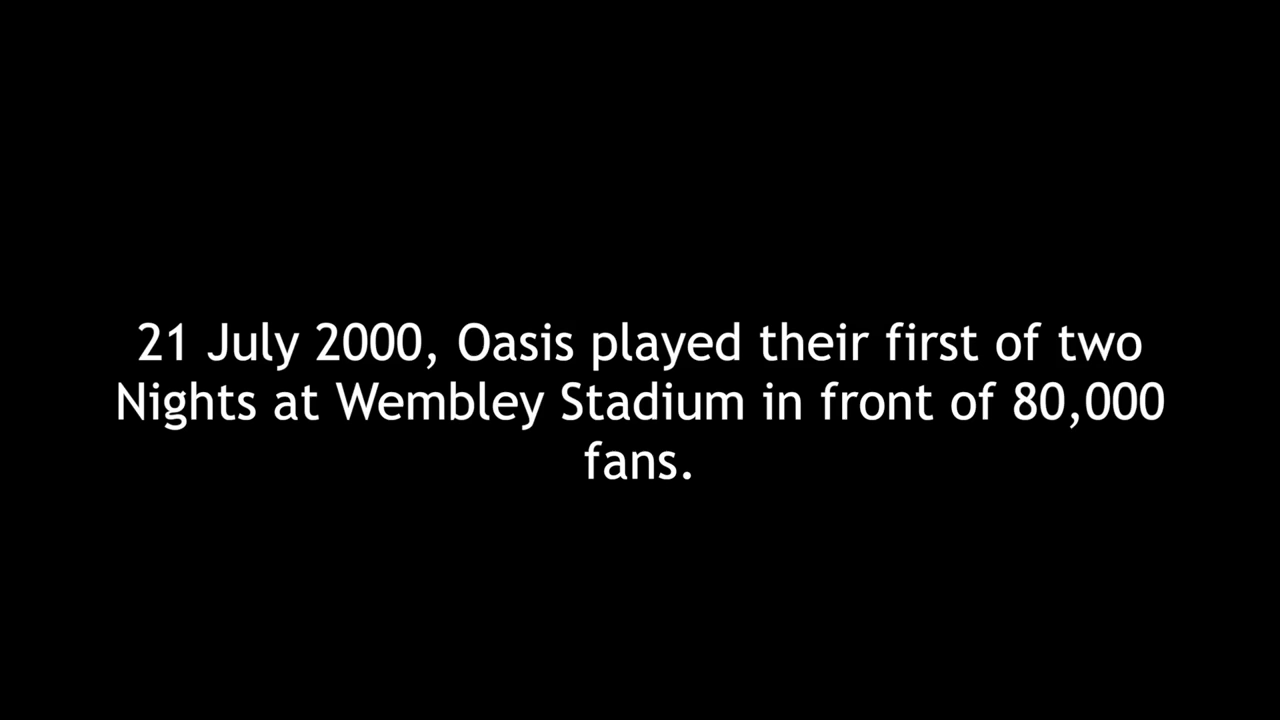 21 July 2000, Oasis played their first of two
Nights at Wembley Stadium in front of 80,000
fans.